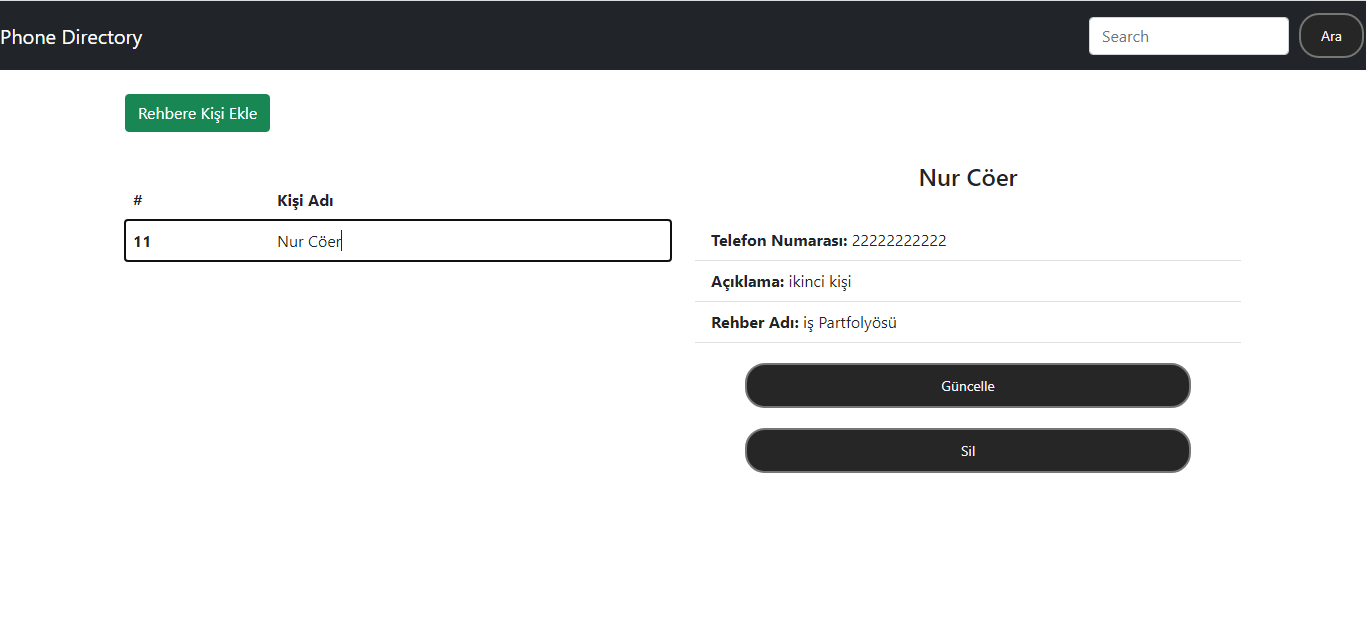 Phone Directory
Search
Ara
Rehbere Kişi Ekle
# Kişi Adı
11 Nur Cöer
Nur Cöer
Telefon Numarası: 22222222222
Açıklama: ikinci kişi
Rehber Adı: iş Partfolyösü
Güncelle
Sil